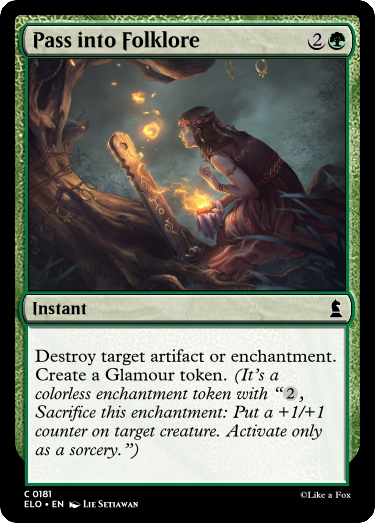 Pass into Folklore 2
Instant
Destroy target artifact or enchantment.
Create a Glamour token. (It's a
colorless enchantment token with “2,
Sacrifice this enchantment: Put a +1/+1
counter on target creature. Activate only
as a sorcery.”)
C 0181
ELO • EN Lie Setiawan
©Like a Fox